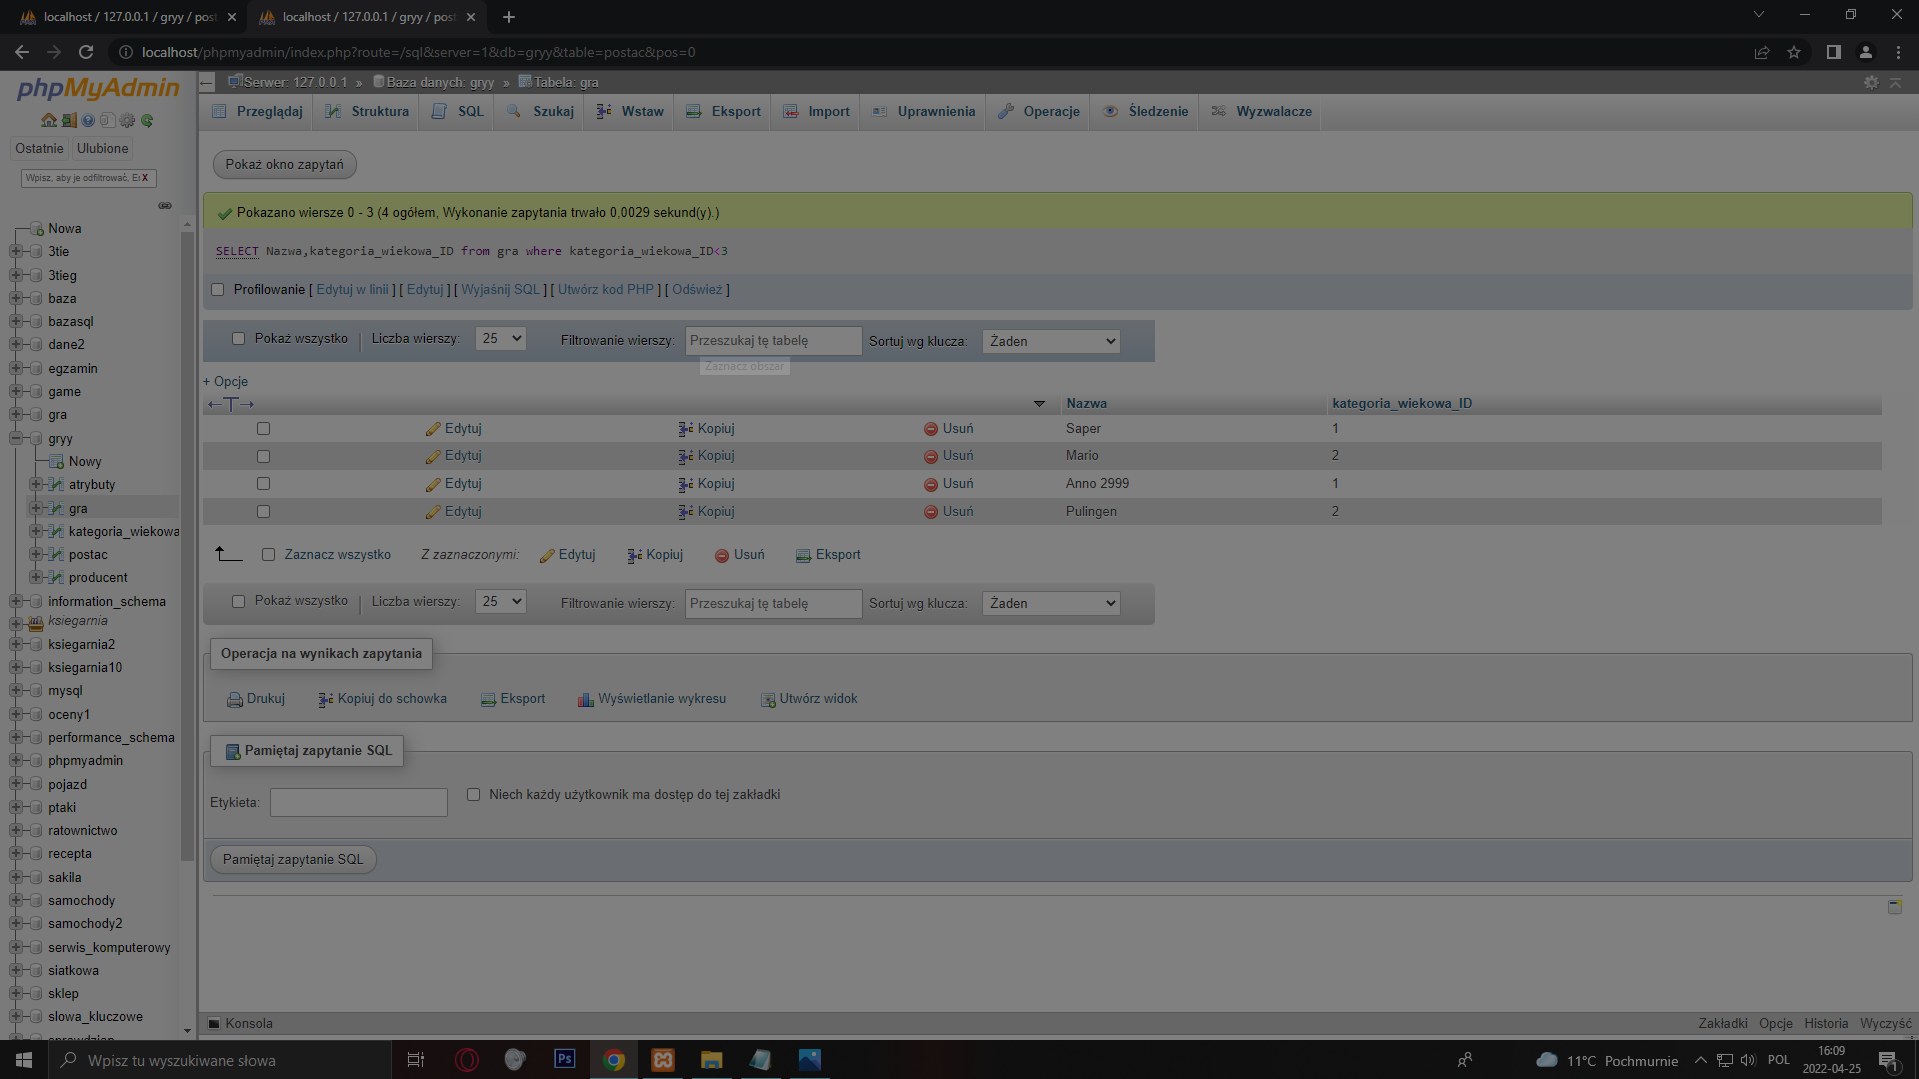 localhost / 127.0.0.1 / gryy / post
localhost / 127.0.0.1 / gryy / post
localhost/phpmyadmin/index.php?route=/sql&server=1&db=gryy&table=postac&pos=0
phpMyAdmin
Ostatnie Ulubione
Wpisz, aby je odfiltrować, Er X
Nowa
3tie
3tieg
baza
bazasql
dane2
egzamin
game
gra
gryy
Nowy
atrybuty
gra
kategoria_wiekowa
postac
producent
information_schema
ksiegarnia
ksiegarnia2
ksiegarnia10
mysql
oceny1
performance_schema
phpmyadmin
pojazd
ptaki
ratownictwo
recepta
sakila
samochody
samochody2
serwis_komputerowy
siatkowa
sklep
slowa_kluczowe
sprawdzian
Serwer: 127.0.0.1 » Baza danych: gryy » Tabela: gra
Przeglądaj Struktura SQL Szukaj Wstaw Eksport Import Uprawnienia Operacje Śledzenie Wyzwalacze
Pokaż okno zapytań
Pokazano wiersze 0 - 3 (4 ogółem, Wykonanie zapytania trwało 0,0029 sekund(y).)
SELECT Nazwa,kategoria_wiekowa_ID from gra where kategoria_wiekowa_ID<3
Profilowanie [ Edytuj w linii ] [ Edytuj ] [ Wyjaśnij SQL ] [ Utwórz kod PHP ] [ Odśwież ]
Pokaż wszystko Liczba wierszy: 25 Filtrowanie wierszy: Przeszukaj tę tabelę Sortuj wg klucza: Żaden
Zaznacz obszar
+ Opcje
Nazwa kategoria_wiekowa_ID
Edytuj Kopiuj Usuń Saper 1
Edytuj Kopiuj Usuń Mario 2
Edytuj Kopiuj Usuń Anno 2999 1
Edytuj Kopiuj Usuń Pulingen 2
Zaznacz wszystko Z zaznaczonymi: Edytuj Kopiuj Usuń Eksport
Pokaż wszystko Liczba wierszy: 25 Filtrowanie wierszy: Przeszukaj tę tabelę Sortuj wg klucza: Żaden
Operacja na wynikach zapytania
Drukuj Kopiuj do schowka Eksport Wyświetlanie wykresu Utwórz widok
Pamiętaj zapytanie SQL
Etykieta: Niech każdy użytkownik ma dostęp do tej zakładki
Pamiętaj zapytanie SQL
Konsola Zakładki Opcje Historia Wyczyść
Wpisz tu wyszukiwane słowa
Ps
11°C Pochmurnie
POL
16:09
2022-04-25
1